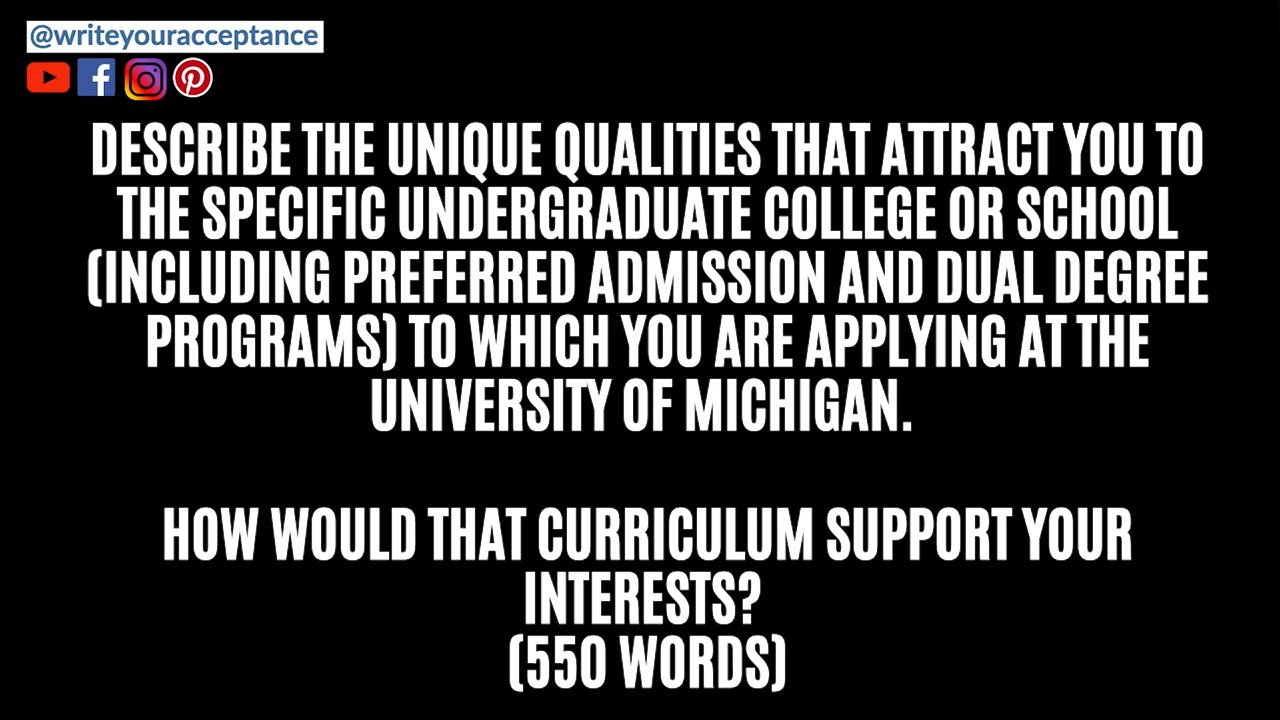 @writeyouracceptance
DESCRIBE THE UNIQUE QUALITIES THAT ATTRACT YOU TO
THE SPECIFIC UNDERGRADUATE COLLEGE OR SCHOOL
(INCLUDING PREFERRED ADMISSION AND DUAL DEGREE
PROGRAMS) TO WHICH YOU ARE APPLYING AT THE
UNIVERSITY OF MICHIGAN.
HOW WOULD THAT CURRICULUM SUPPORT YOUR
INTERESTS?
(550 WORDS)